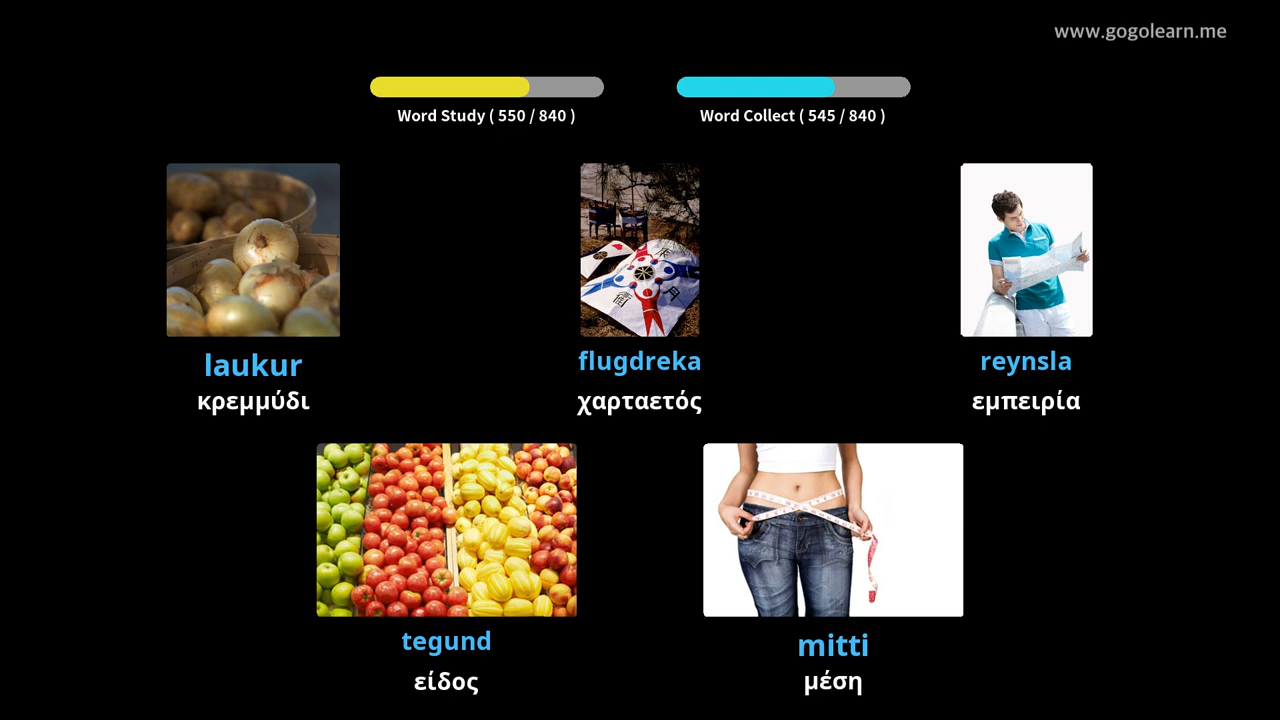 www.gogolearn.me
Word Study ( 550 / 840 )
Word Collect ( 545 / 840 )
laukur
κρεμμύδι
flugdreka
χαρταετός
reynsla
εμπειρία
tegund
είδος
mitti
μέση